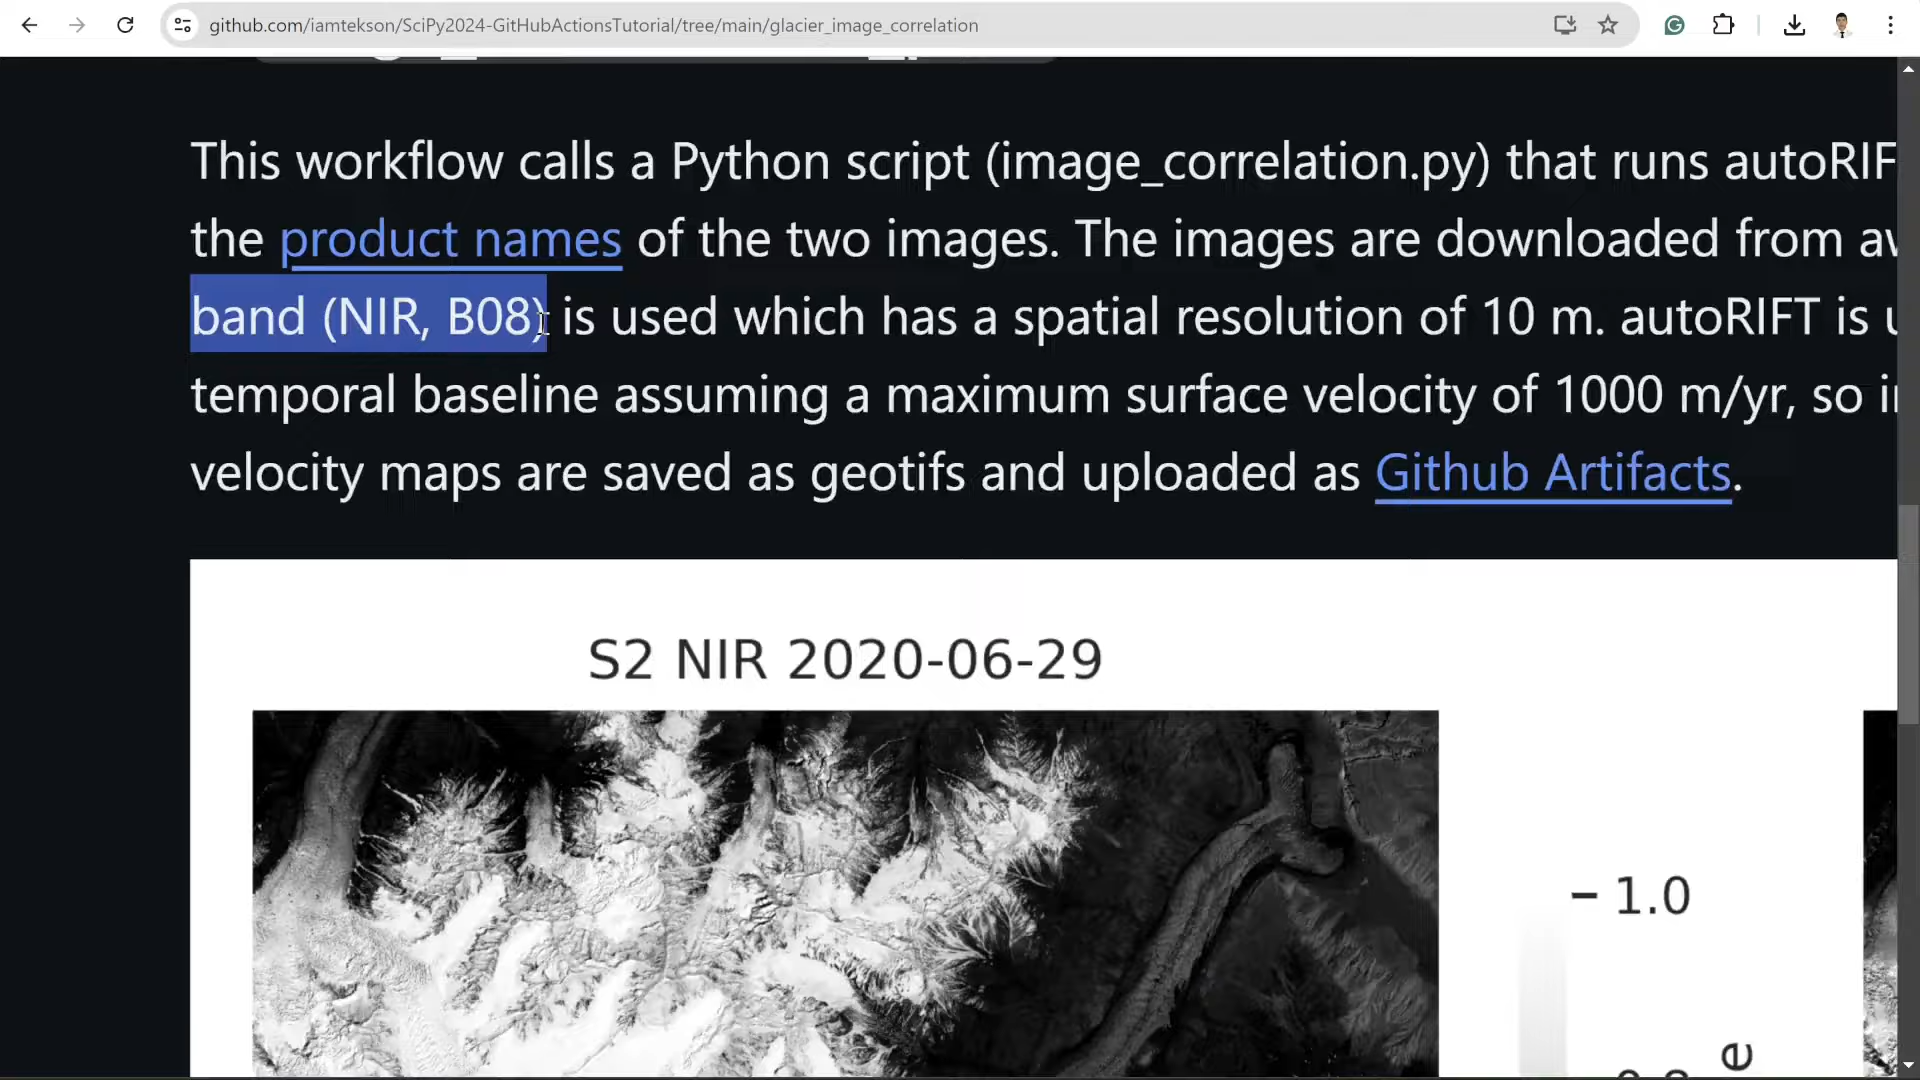 github.com/iamtekson/SciPy2024-GitHubActionsTutorial/tree/main/glacier_image_correlation
This workflow calls a Python script (image_correlation.py) that runs autoRIF
the product names of the two images. The images are downloaded from
band (NIR, B08) is used which has a spatial resolution of 10 m. autoRIFT is
temporal baseline assuming a maximum surface velocity of 1000 m/yr, so
velocity maps are saved as geotifs and uploaded as Github Artifacts.
S2 NIR 2020-06-29
1.0
e